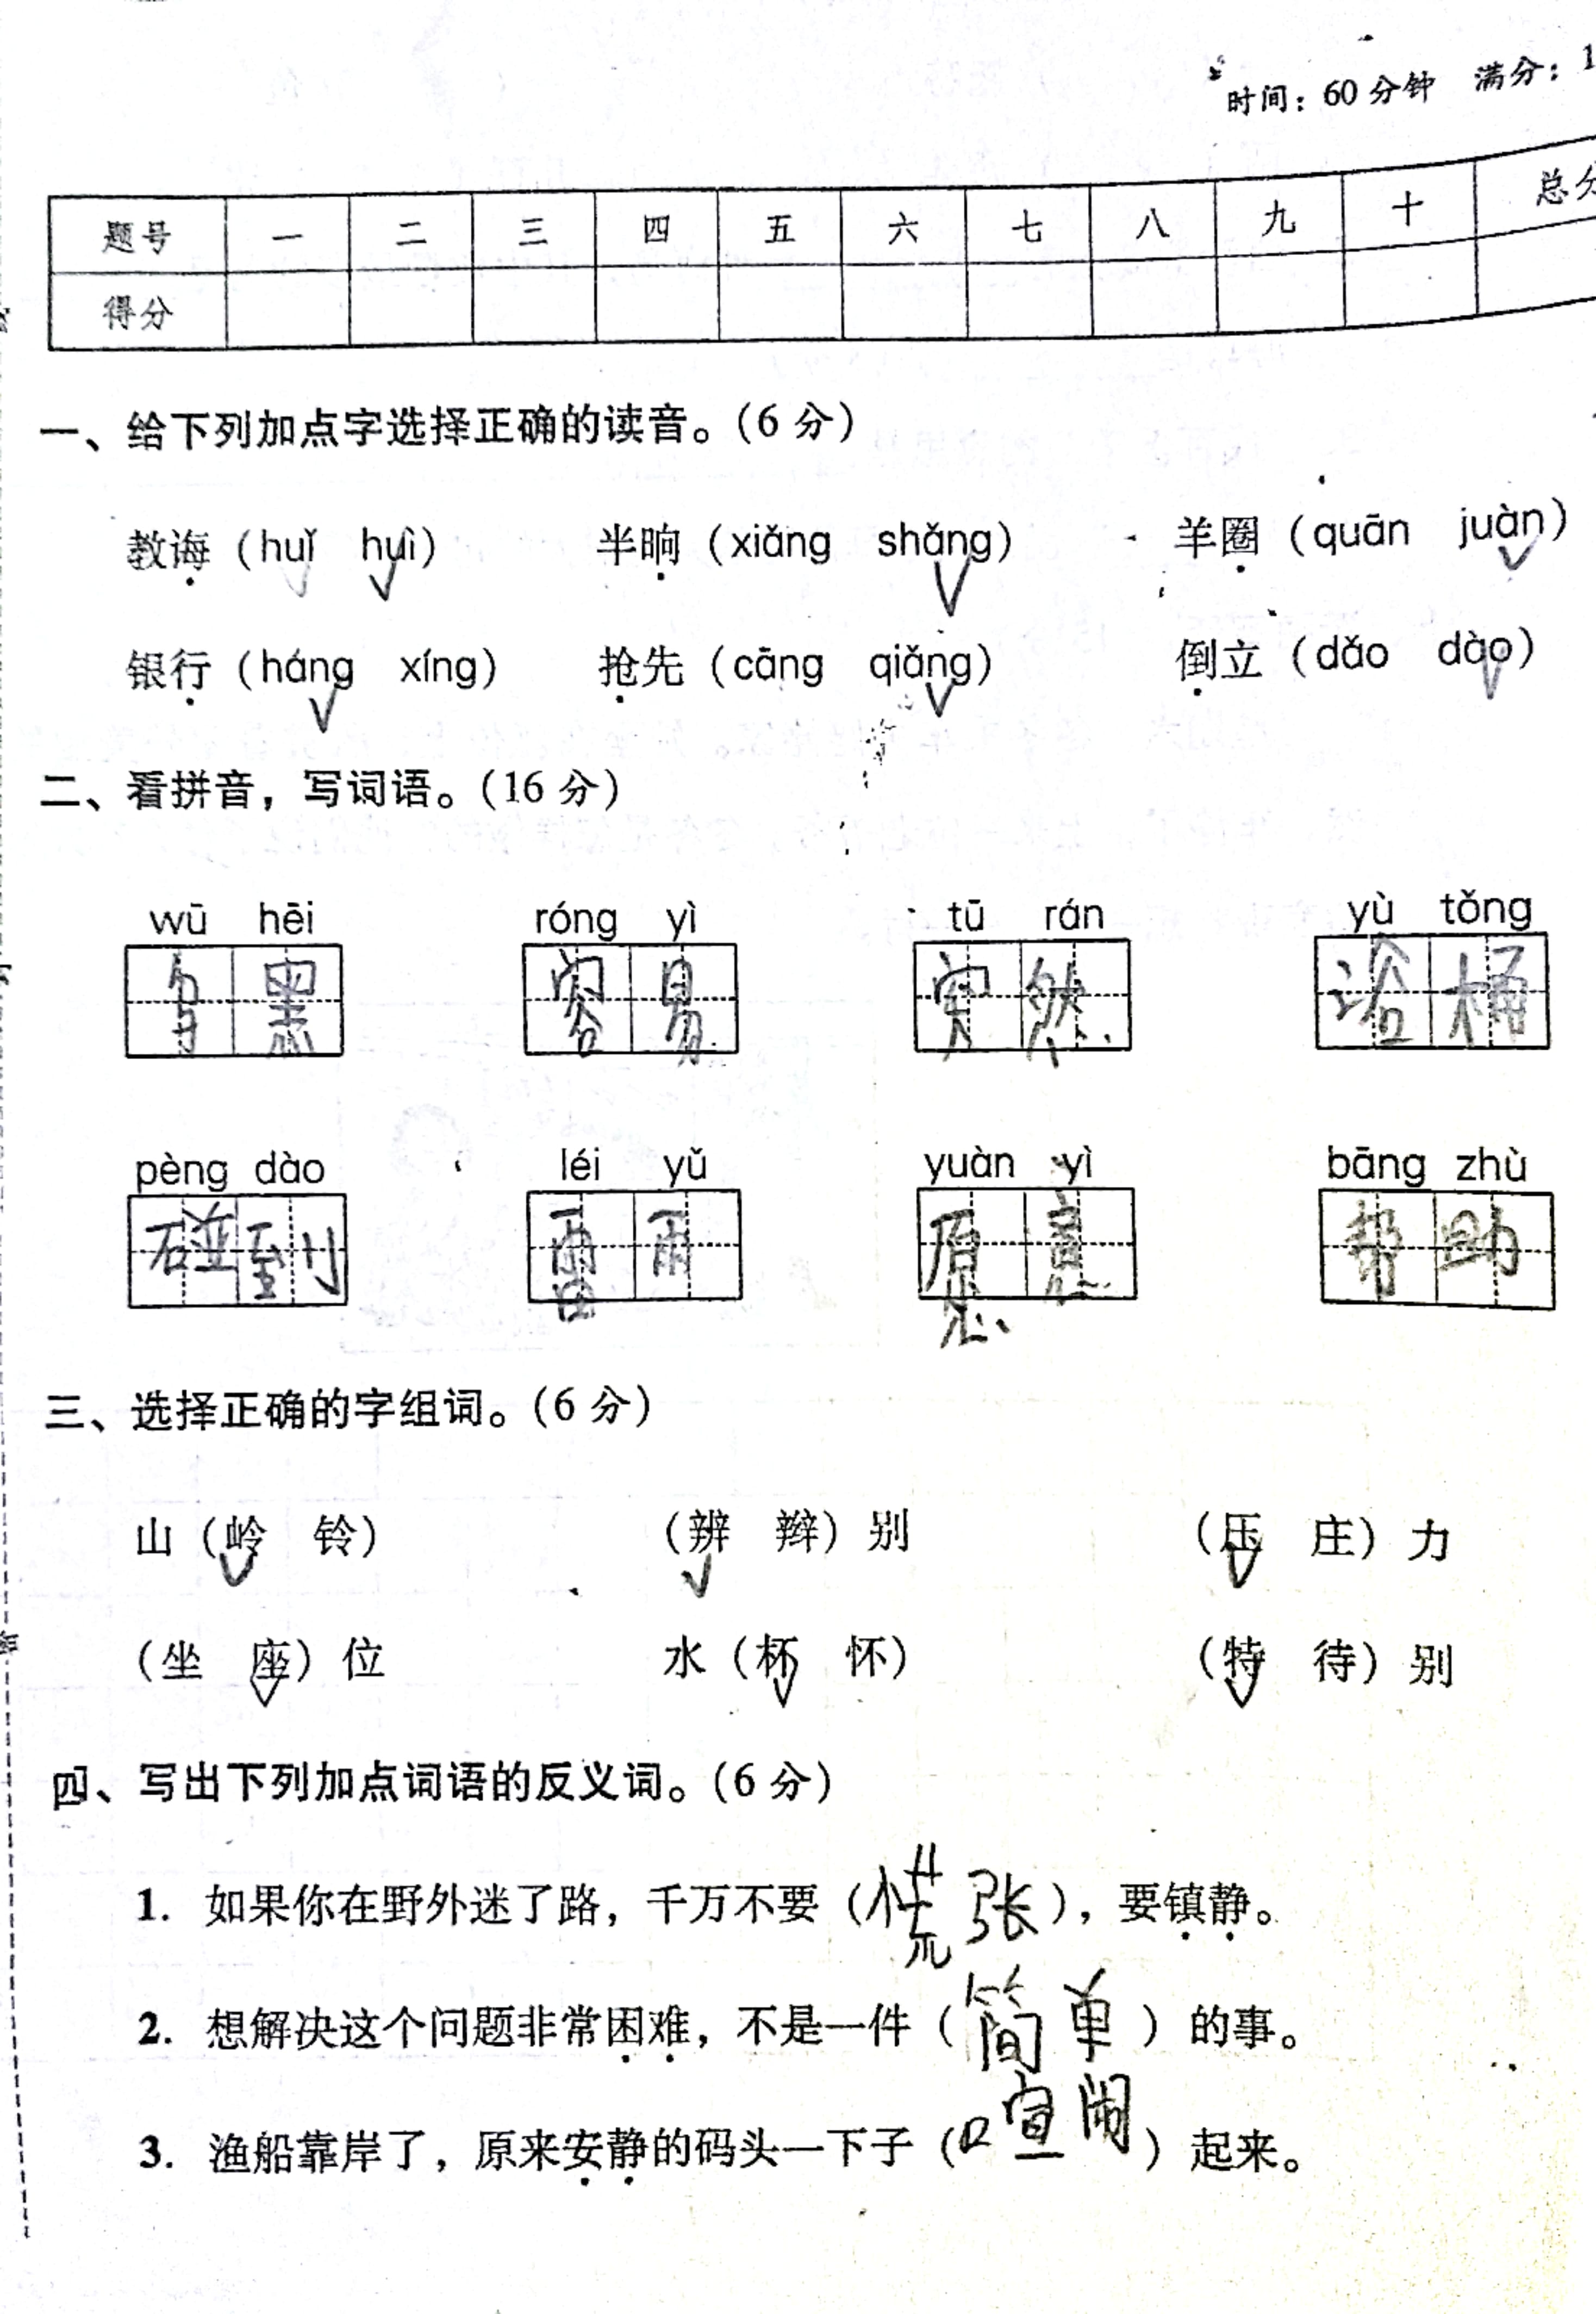 时间：60 分钟 满分：1
题号 一 二 三 四 五 六 七 八 九 十 总分
得分
一、给下列加点字选择正确的读音。（6 分）
教诲（huǐ huì） 半晌（xiǎng shǎng） 羊圈（quān juàn）
银行（háng xíng） 抢先（cāng qiǎng） 倒立（dǎo dào）
二、看拼音，写词语。（16 分）
wū hēi róng yì tū rán yù tǒng
乌黑 容易 突然 浴桶
pèng dào léi yǔ yuàn yì bāng zhù
碰到 雷雨 愿意 帮助
三、选择正确的字组词。（6 分）
山（岭 铃） （辨 辩）别 （压 庄）力
（坐 座）位 水（杯 怀） （特 待）别
四、写出下列加点词语的反义词。（6 分）
1. 如果你在野外迷了路，千万不要（慌张），要镇静。
2. 想解决这个问题非常困难，不是一件（简单）的事。
3. 渔船靠岸了，原来安静的码头一下子（喧闹）起来。